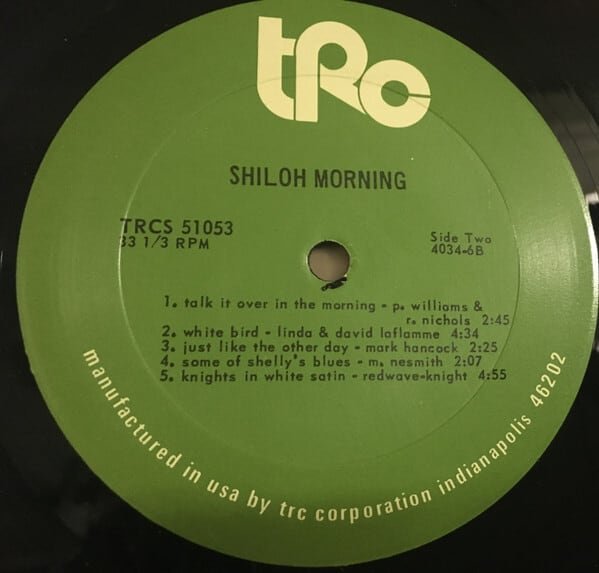 tRc
SHILOH MORNING
TRCS 51053
33 1/3 RPM
Side Two
4034-6B
1. talk it over in the morning - p. williams &
r. nichols 2:45
2. white bird - linda & david laflamme 4:34
3. just like the other day - mark hancock 2:25
4. some of shelly's blues - m. nesmith 2:07
5. knights in white satin - redwave-knight 4:55
manufactured in usa by trc corporation indianapolis 46202